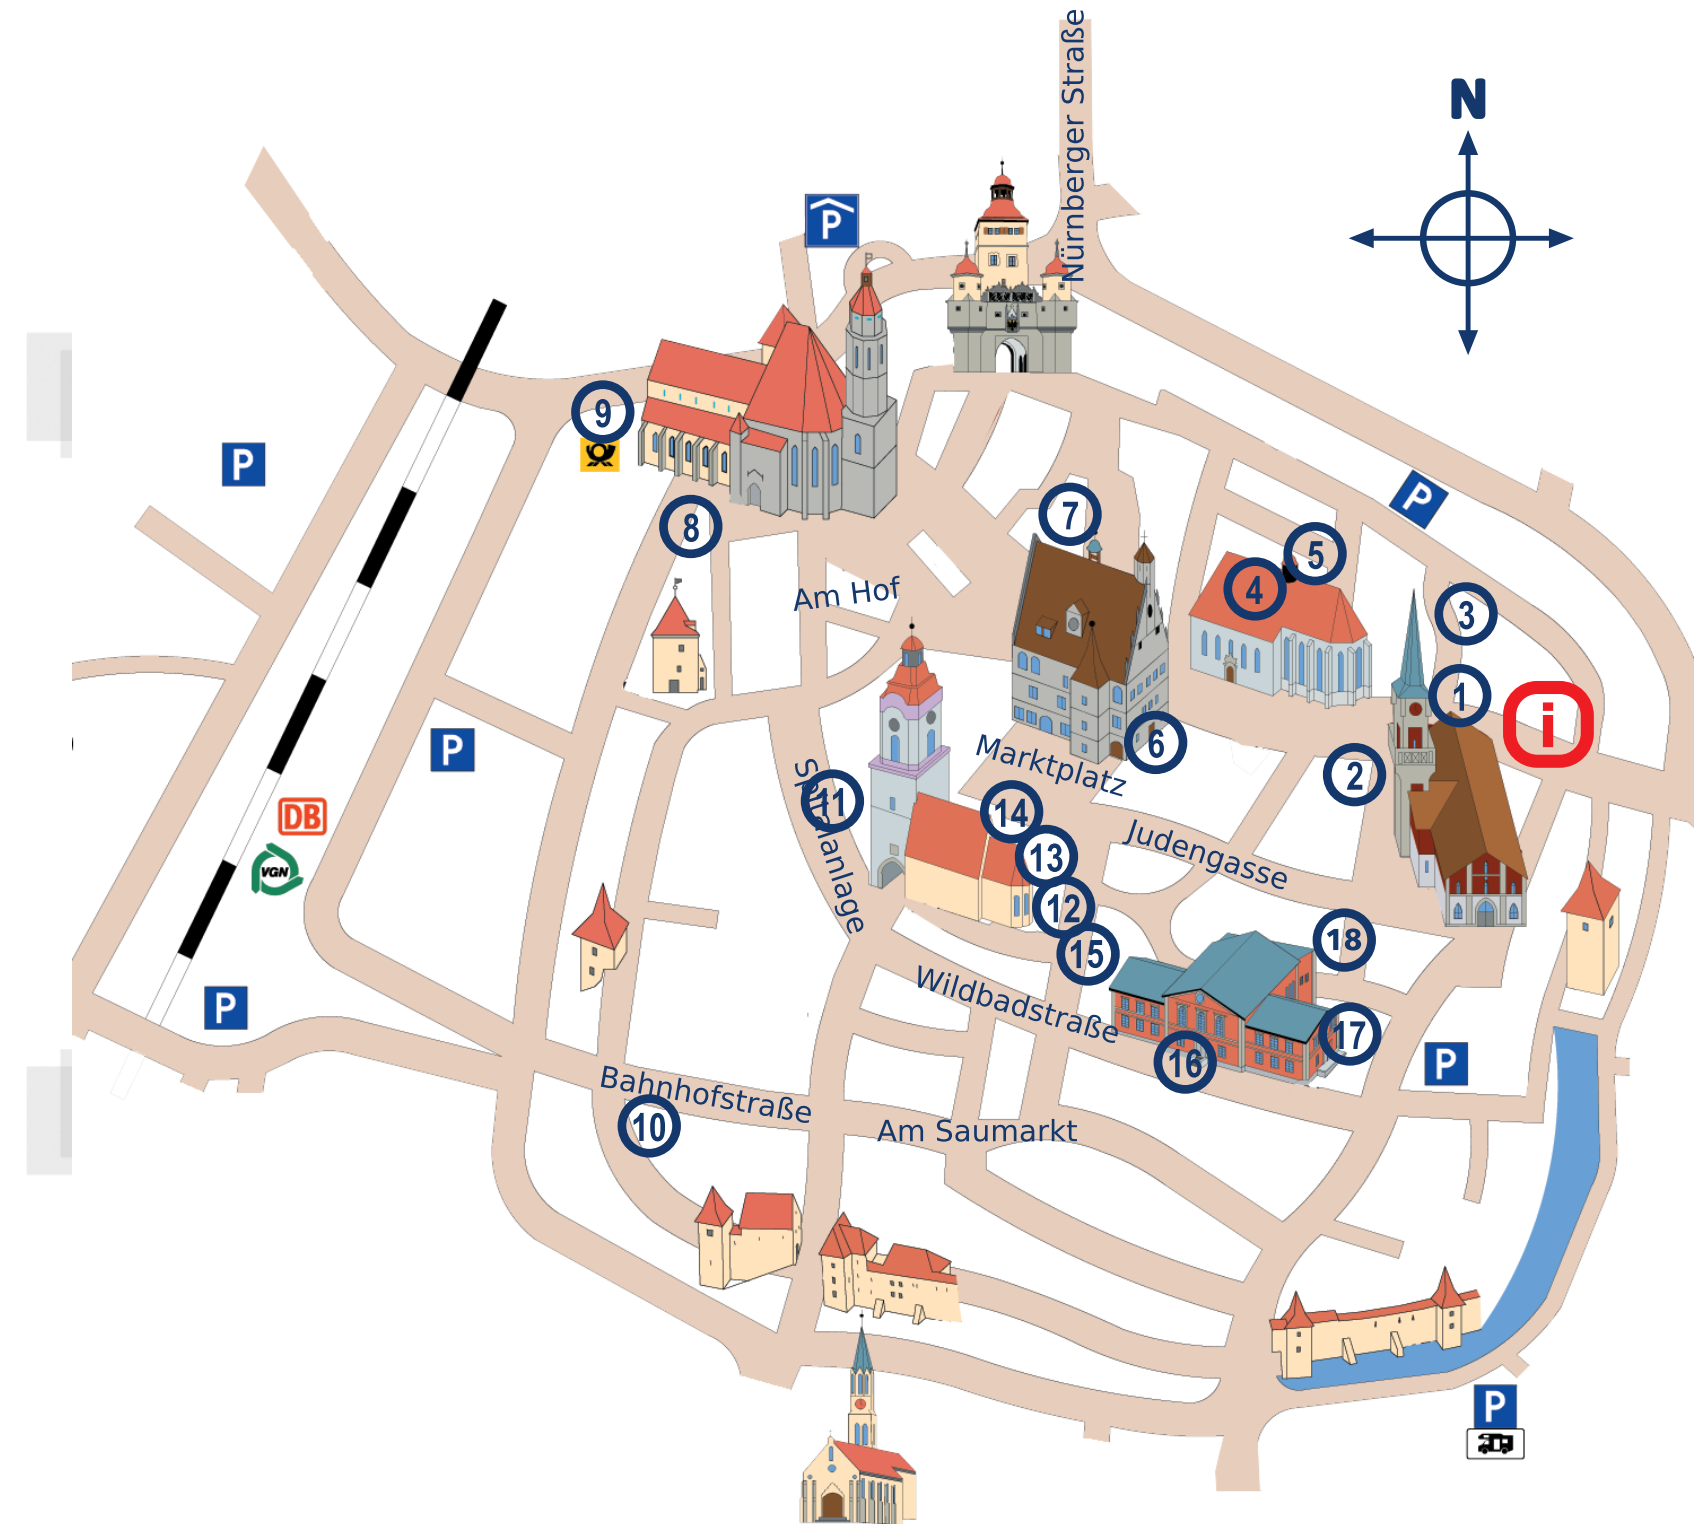 Nürnberger Straße
N
P
9
P
P
8
7
5
4
Am Hof
3
1
i
6
P
Marktplatz
2
Spitalanlage
11
14
DB
13
Judengasse
VGN
12
18
15
Wildbadstraße
P
17
16
P
Bahnhofstraße
10
Am Saumarkt
P